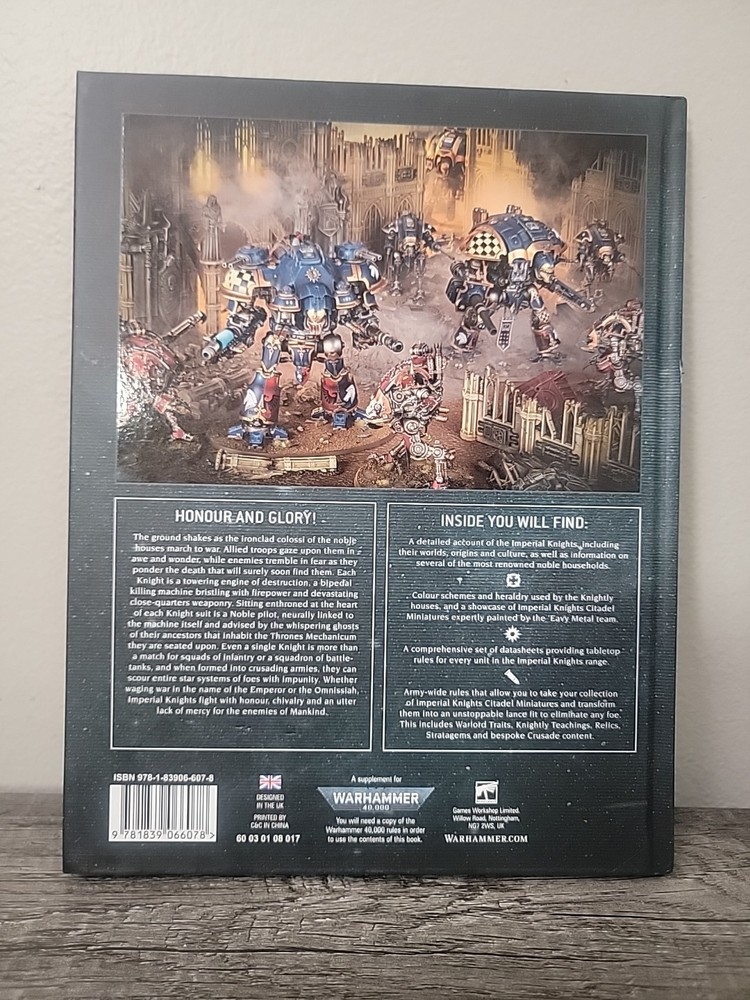 HONOUR AND GLORY!
The ground shakes as the ironclad colossi of the noble
houses march to war. Allied troops gaze upon them in
awe and wonder, while enemies tremble in fear as they
ponder the death that will surely soon find them. Each
Knight is a towering engine of destruction, a bipedal
killing machine bristling with firepower and devastating
close-quarters weaponry. Sitting enthroned at the heart
of each Knight suit is a Noble pilot, neurally linked to
the machine itself and advised by the whispering ghosts
of their ancestors that inhabit the Thrones Mechanicum
they are seated upon. Even a single Knight is more than
a match for squads of infantry or a squadron of battle-
tanks, and when formed into crusading armies, they can
scour entire star systems of foes with impunity. Whether
waging war in the name of the Emperor or the Omnissiah,
Imperial Knights fight with honour, chivalry and an utter
lack of mercy for the enemies of Mankind.
INSIDE YOU WILL FIND:
A detailed account of the Imperial Knights, including
their worlds, origins and culture, as well as information on
several of the most renowned noble households.
Colour schemes and heraldry used by the Knightly
houses, and a showcase of Imperial Knights Citadel
Miniatures expertly painted by the 'Eavy Metal team.
A comprehensive set of datasheets providing tabletop
rules for every unit in the Imperial Knights range.
Army-wide rules that allow you to take your collection
of Imperial Knights Citadel Miniatures and transform
them into an unstoppable lance fit to eliminate any foe.
This includes Warlord Traits, Knightly Teachings, Relics,
Stratagems and bespoke Crusade content.
ISBN 978-1-83906-607-8
9 781839 066078 >
DESIGNED
IN THE UK
PRINTED BY
C&C IN CHINA
60 03 01 08 017
A supplement for
WARHAMMER
40,000
You will need a copy of the
Warhammer 40,000 rules in order
to use the contents of this book.
Games Workshop Limited,
Willow Road, Nottingham,
NG7 2WS, UK
WARHAMMER.COM